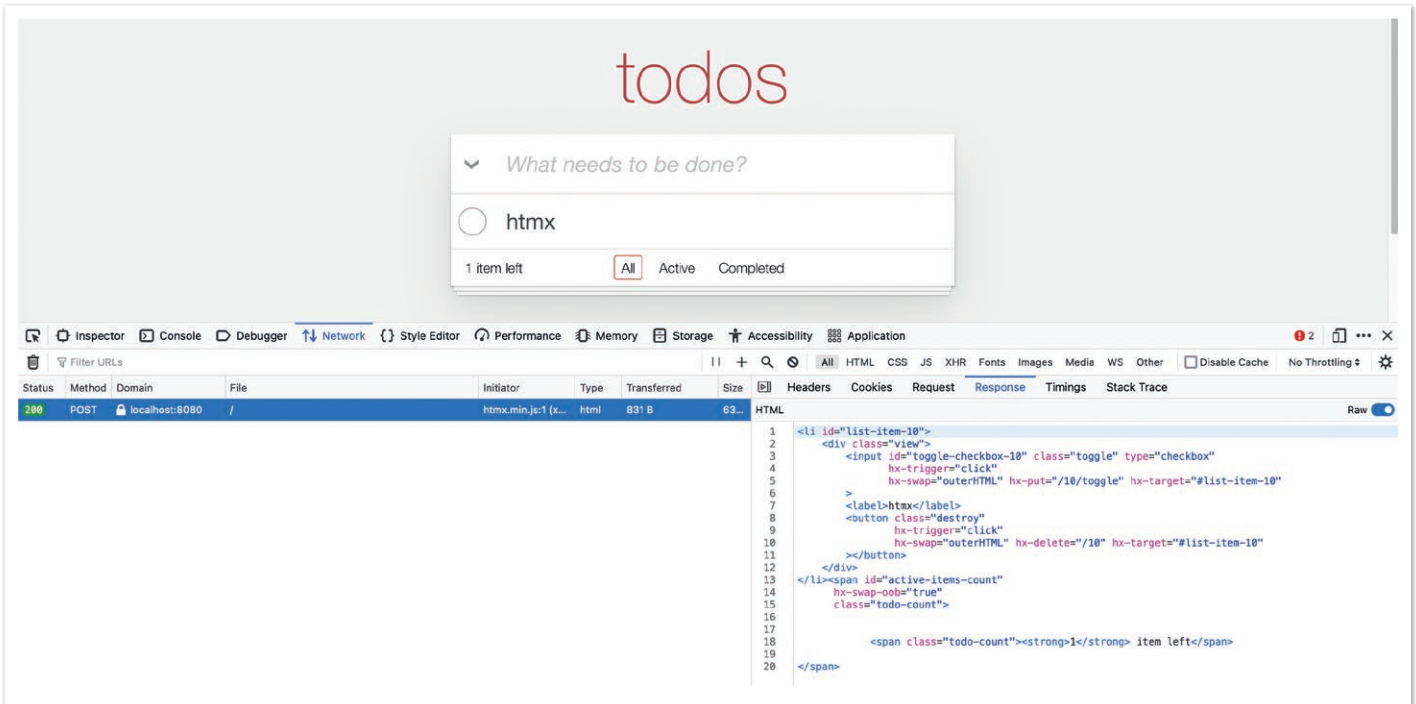 todos
What needs to be done?
htmx
1 item left All Active Completed
Inspector Console Debugger Network {} Style Editor Performance Memory Storage Accessibility Application 2
Filter URLs All HTML CSS JS XHR Fonts Images Media WS Other Disable Cache No Throttling
Status Method Domain File Initiator Type Transferred Size Headers Cookies Request Response Timings Stack Trace
200 POST localhost:8080 / htmx.min.js:1 (x... html 831 B 63... HTML Raw
1 <li id="list-item-10">
2 <div class="view">
3 <input id="toggle-checkbox-10" class="toggle" type="checkbox"
4 hx-trigger="click"
5 hx-swap="outerHTML" hx-put="/10/toggle" hx-target="#list-item-10"
6 >
7 <label>htmx</label>
8 <button class="destroy"
9 hx-trigger="click"
10 hx-swap="outerHTML" hx-delete="/10" hx-target="#list-item-10"
11 ></button>
12 </div>
13 </li><span id="active-items-count"
14 hx-swap-oob="true"
15 class="todo-count">
16
17
18 <span class="todo-count"><strong>1</strong> item left</span>
19
20 </span>